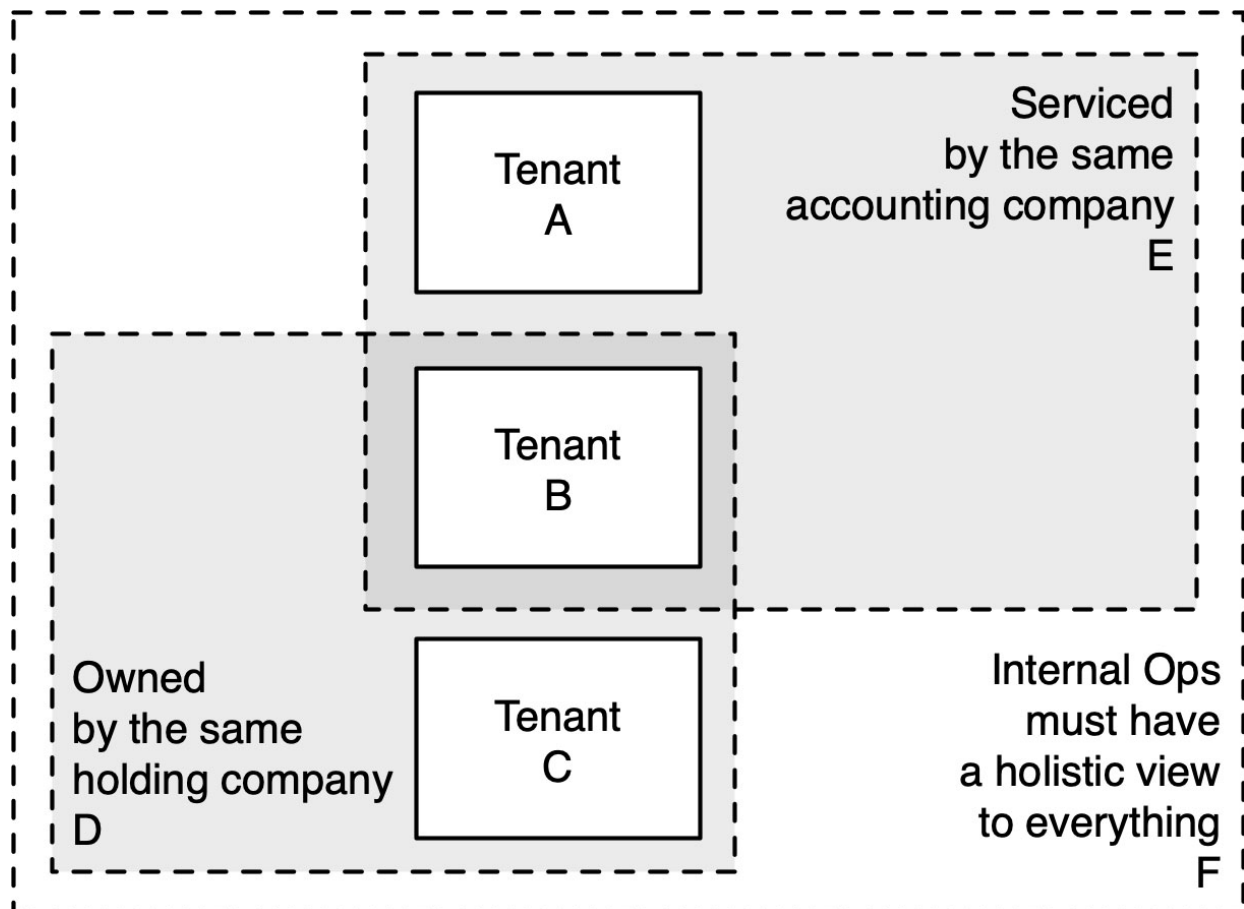 Tenant
A
Serviced
by the same
accounting company
E
Tenant
B
Owned
by the same
holding company
D
Tenant
C
Internal Ops
must have
a holistic view
to everything
F